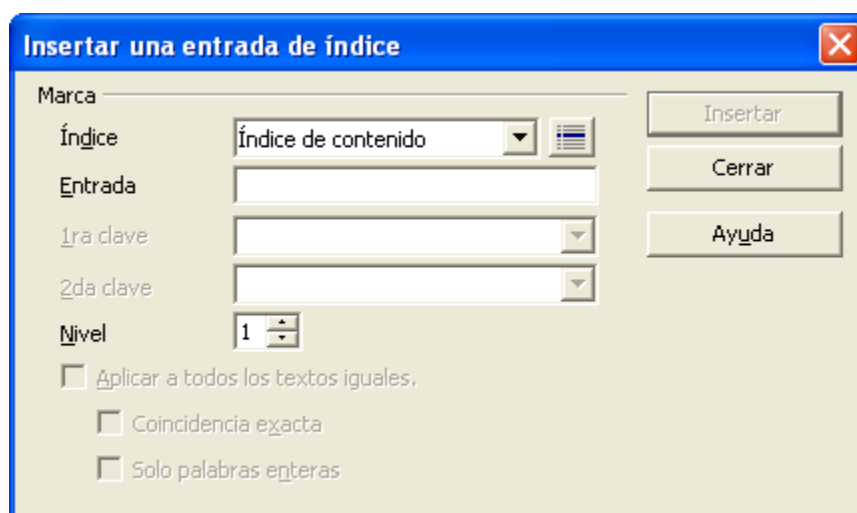 Insertar una entrada de índice
Marca
Índice Índice de contenido
Insertar
Entrada
Cerrar
1ra clave
Ayuda
2da clave
Nivel 1
Aplicar a todos los textos iguales.
Coincidencia exacta
Solo palabras enteras